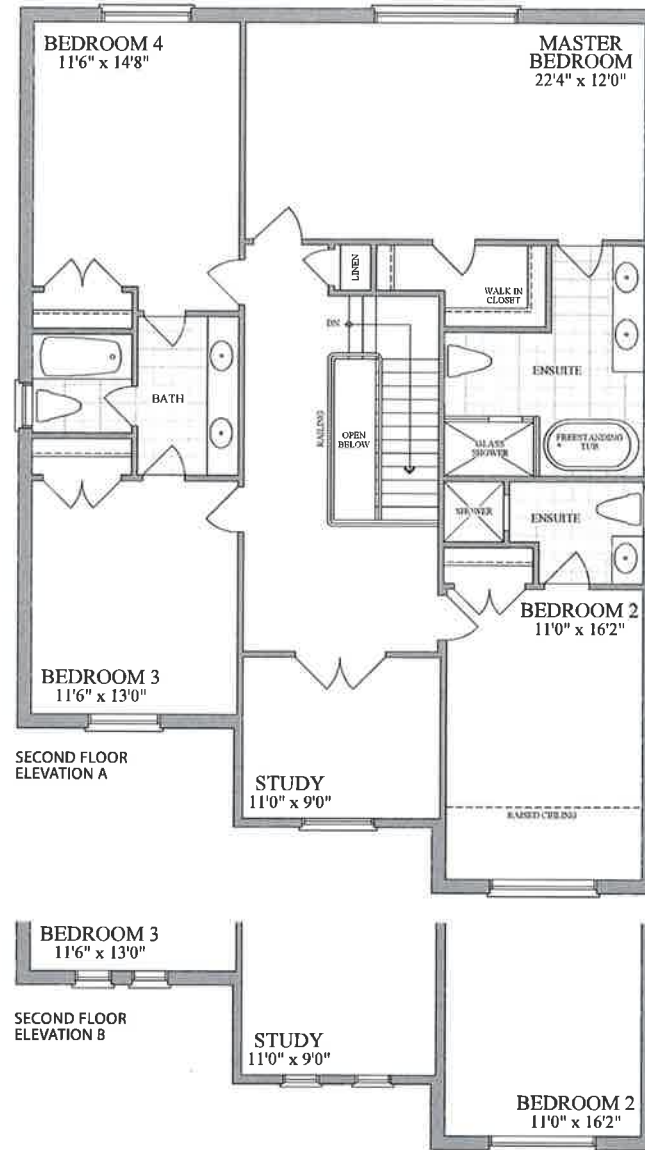 BEDROOM 4
11'6" x 14'8"
MASTER
BEDROOM
22'4" x 12'0"
LINEN
WALK IN
CLOSET
DN
BATH
RAILING
OPEN
BELOW
ENSUITE
GLASS
SHOWER
FREESTANDING
TUB
SHOWER
ENSUITE
BEDROOM 2
11'0" x 16'2"
BEDROOM 3
11'6" x 13'0"
SECOND FLOOR
ELEVATION A
STUDY
11'0" x 9'0"
RAISED CEILING
BEDROOM 3
11'6" x 13'0"
SECOND FLOOR
ELEVATION B
STUDY
11'0" x 9'0"
BEDROOM 2
11'0" x 16'2"